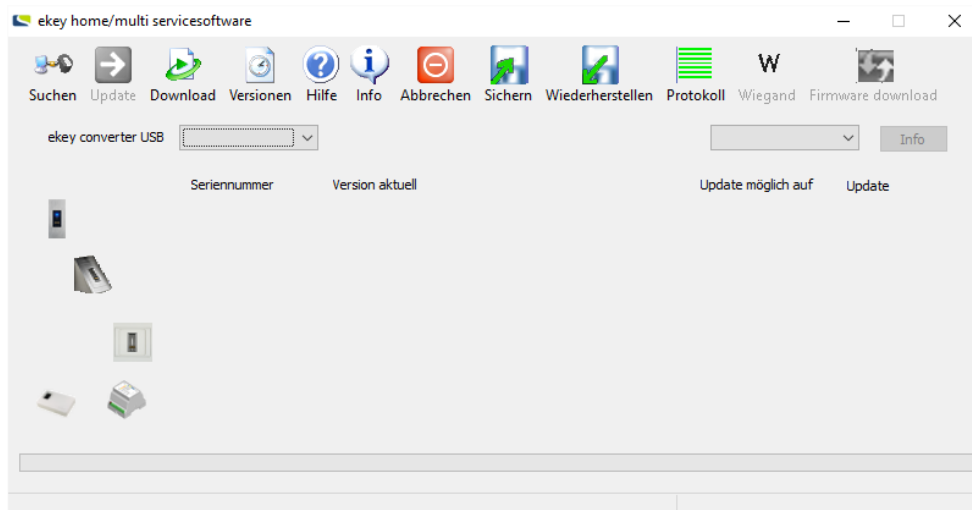 ekey home/multi servicesoftware
Suchen Update Download Versionen Hilfe Info Abbrechen Sichern Wiederherstellen Protokoll Wiegand Firmware download
W
ekey converter USB Info
Seriennummer Version aktuell Update möglich auf Update